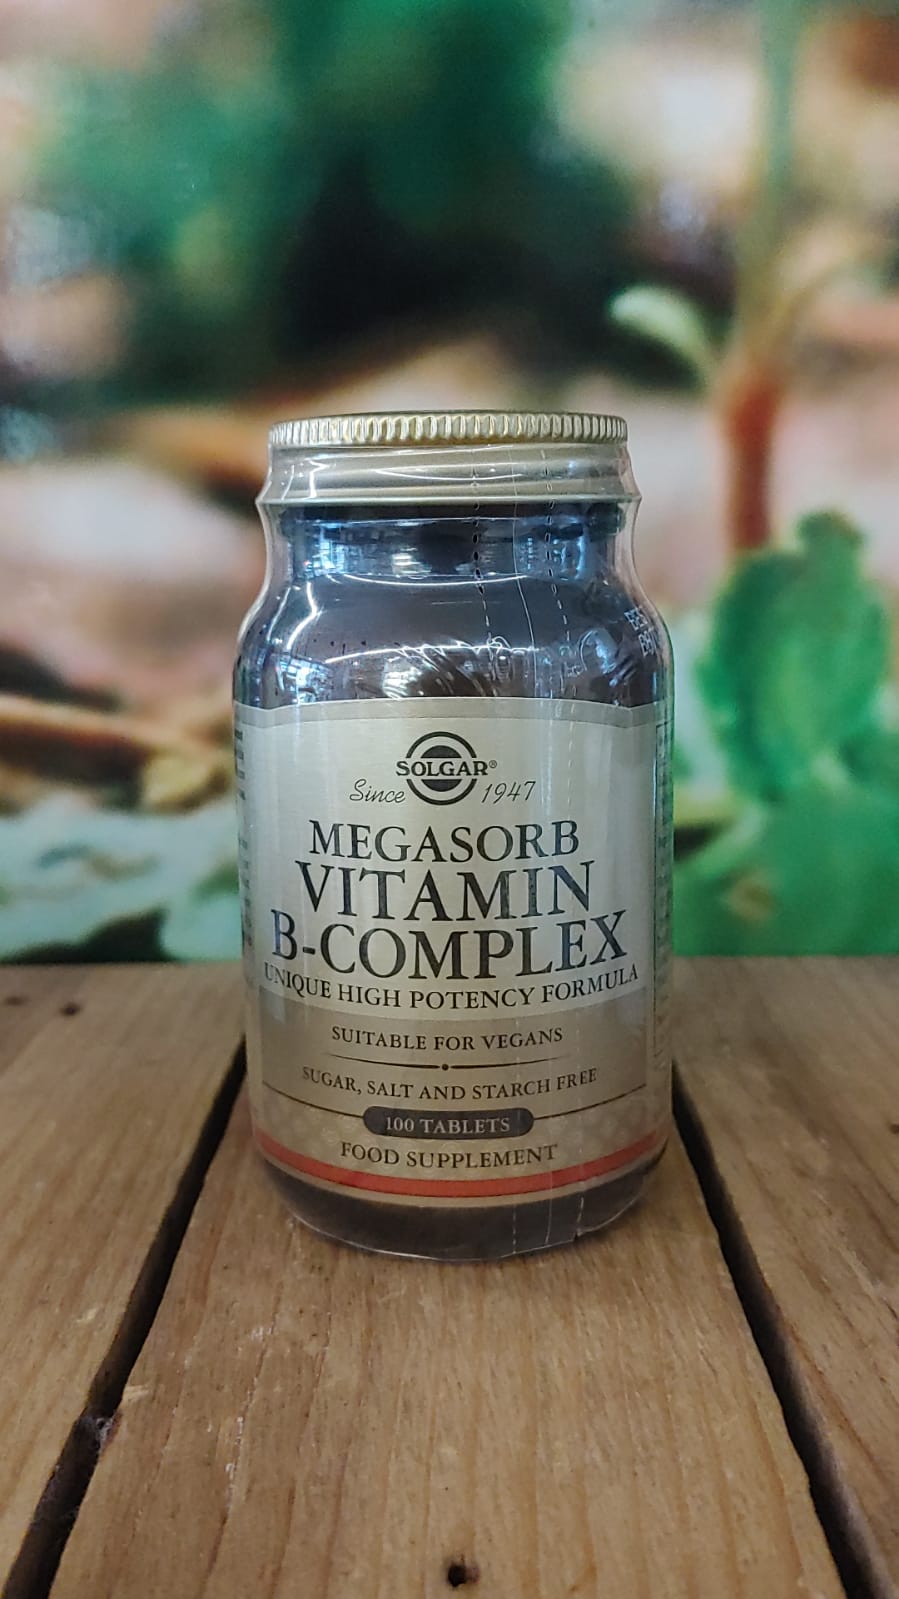 SOLGAR®
Since 1947
MEGASORB
VITAMIN
B-COMPLEX
UNIQUE HIGH POTENCY FORMULA
SUITABLE FOR VEGANS
SUGAR, SALT AND STARCH FREE
100 TABLETS
FOOD SUPPLEMENT